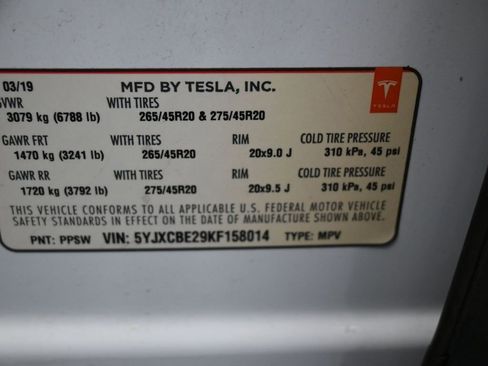 03/19 MFD BY TESLA, INC.
GVWR WITH TIRES
3079 kg (6788 lb) 265/45R20 & 275/45R20
GAWR FRT WITH TIRES RIM COLD TIRE PRESSURE
1470 kg (3241 lb) 265/45R20 20x9.0 J 310 kPa, 45 psi
GAWR RR WITH TIRES RIM COLD TIRE PRESSURE
1720 kg (3792 lb) 275/45R20 20x9.5 J 310 kPa, 45 psi
THIS VEHICLE CONFORMS TO ALL APPLICABLE U.S. FEDERAL MOTOR VEHICLE
SAFETY STANDARDS IN EFFECT ON THE DATE OF MANUFACTURE SHOWN ABOVE.
PNT: PPSW VIN: 5YJXCBE29KF158014 TYPE: MPV
TESLA